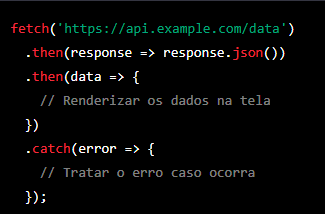 fetch('https://api.example.com/data')
  .then(response => response.json())
  .then(data => {
    // Renderizar os dados na tela
  })
  .catch(error => {
    // Tratar o erro caso ocorra
  });